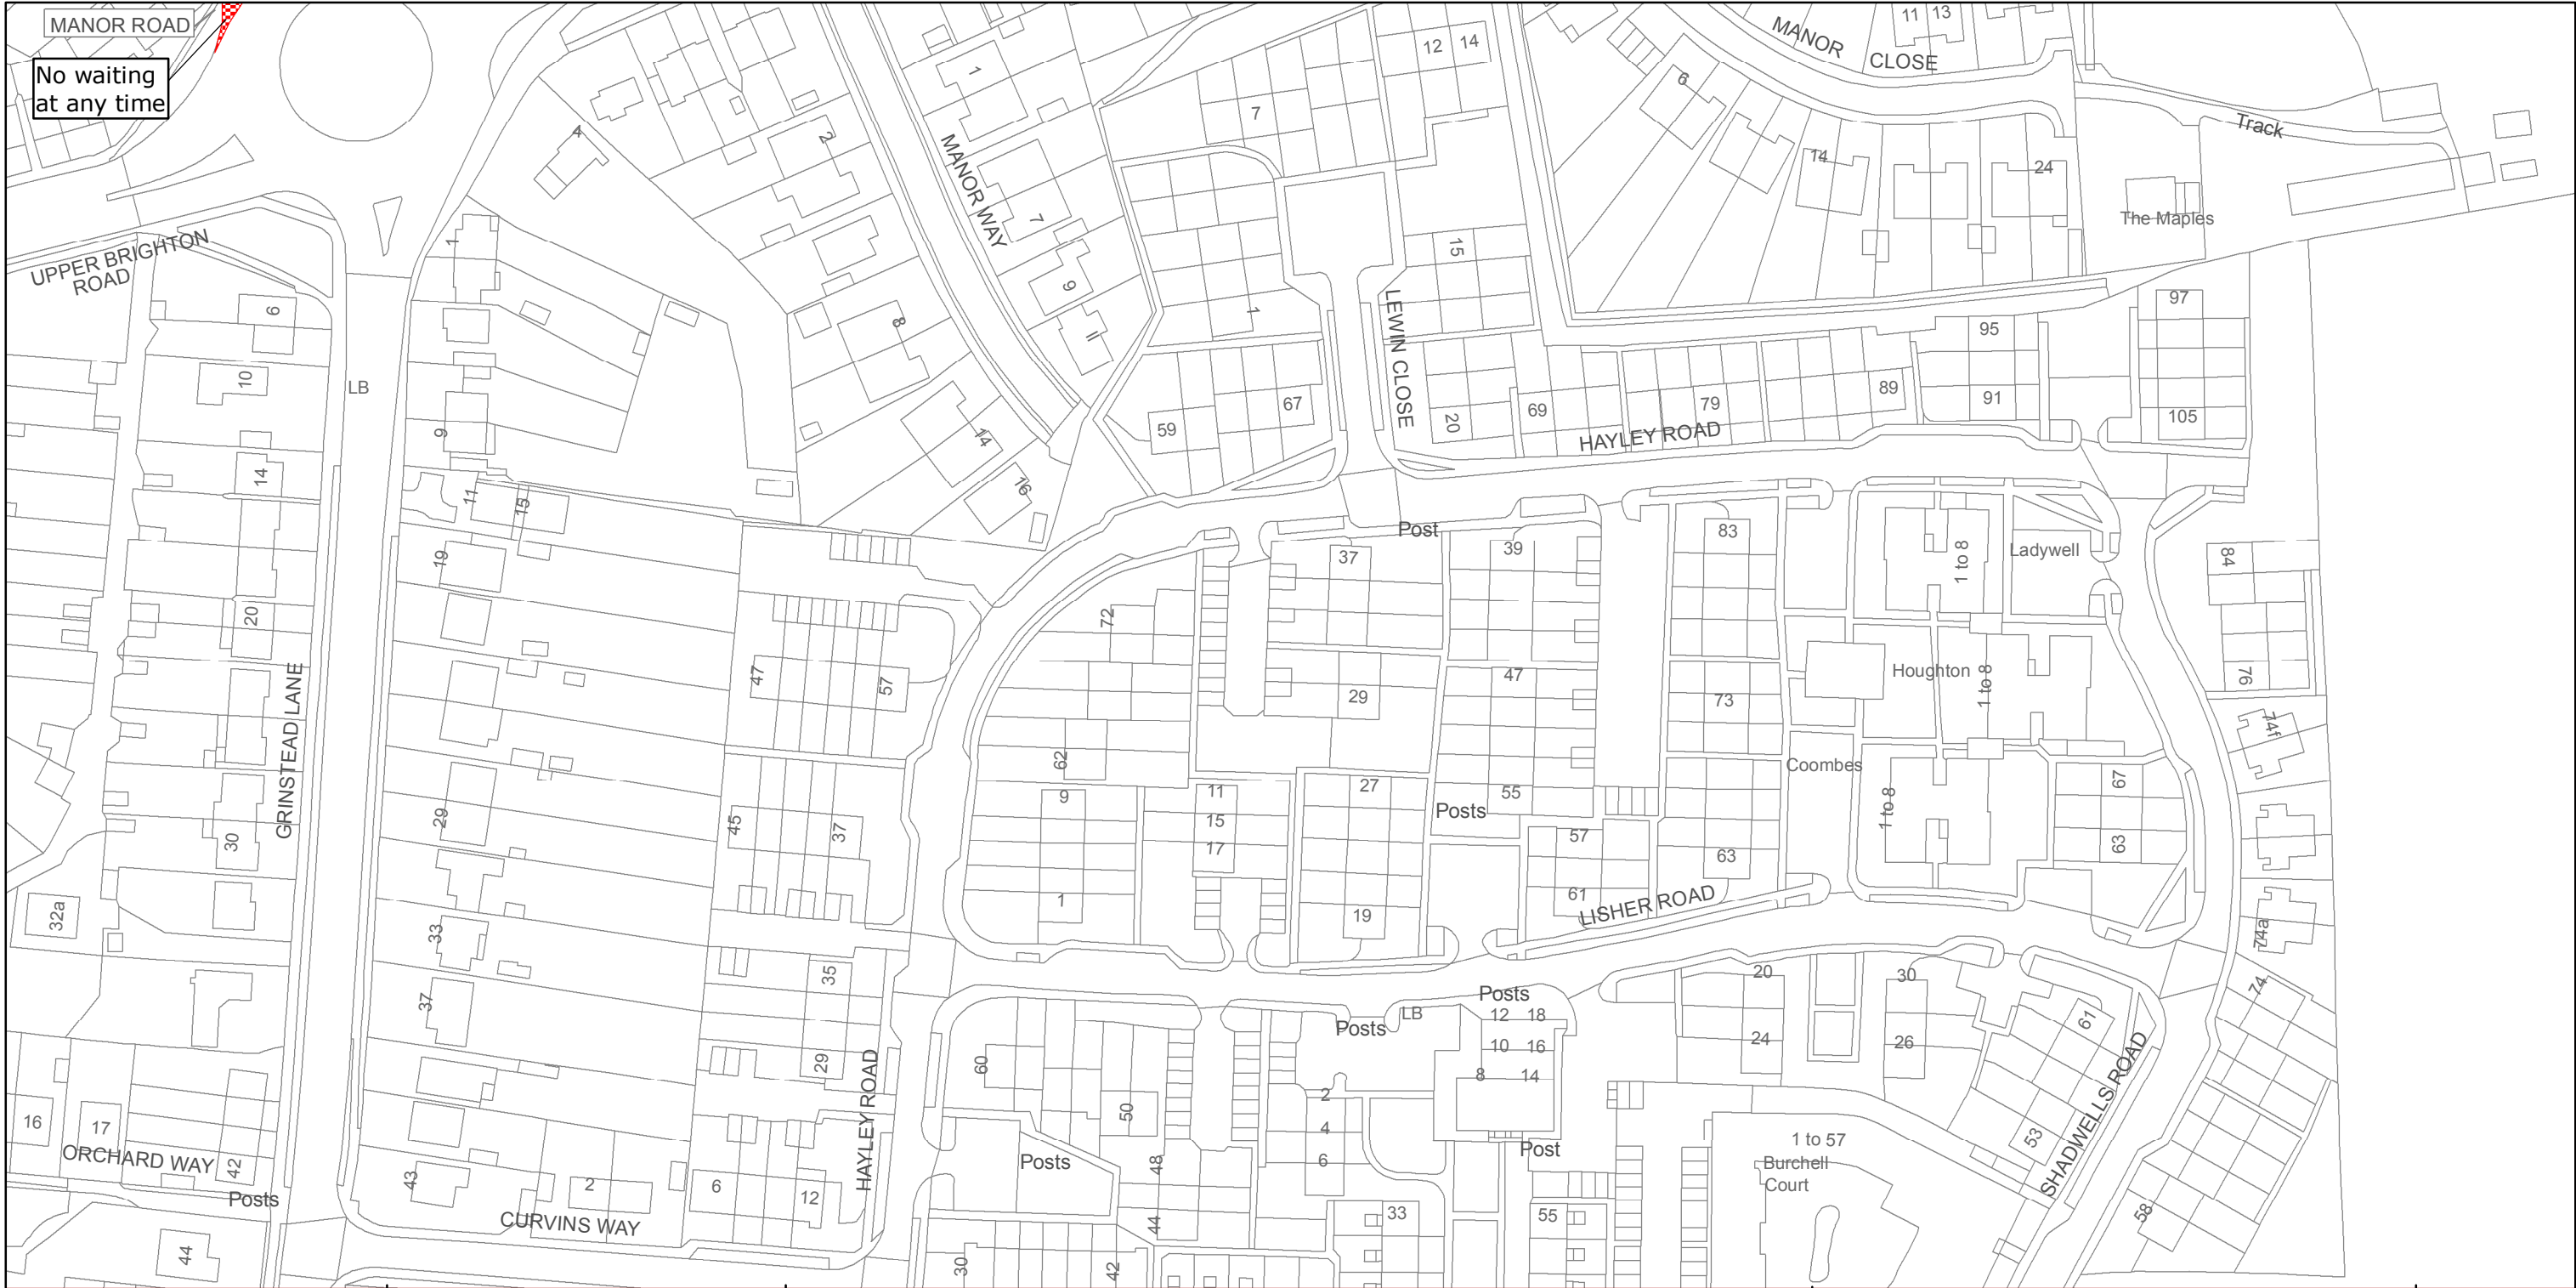 MANOR ROAD
No waiting
at any time
MANOR
CLOSE
11
13
12
14
1
7
6
4
2
MANOR WAY
Track
14
24
The Maples
7
15
1
UPPER BRIGHTON
ROAD
6
9
8
11
1
LEWIN CLOSE
97
95
10
LB
67
59
20
69
79
89
91
105
HAYLEY ROAD
9
14
14
16
11
15
Post
83
39
37
19
1 to 8
Ladywell
84
20
72
47
57
29
47
73
Houghton
1 to 8
76
74f
GRINSTEAD LANE
62
Coombes
9
11
27
55
Posts
1 to 8
67
29
45
37
15
57
30
17
63
63
1
19
61
LISHER ROAD
32a
33
74a
35
20
30
74
37
Posts
LB
12
18
Posts
61
10
16
24
26
29
60
8
14
SHADWELLS ROAD
2
50
HAYLEY ROAD
16
17
4
1 to 57
53
Post
ORCHARD WAY
42
Posts
48
6
Burchell
Court
43
2
6
12
Posts
CURVINS WAY
44
33
55
58
44
30
42